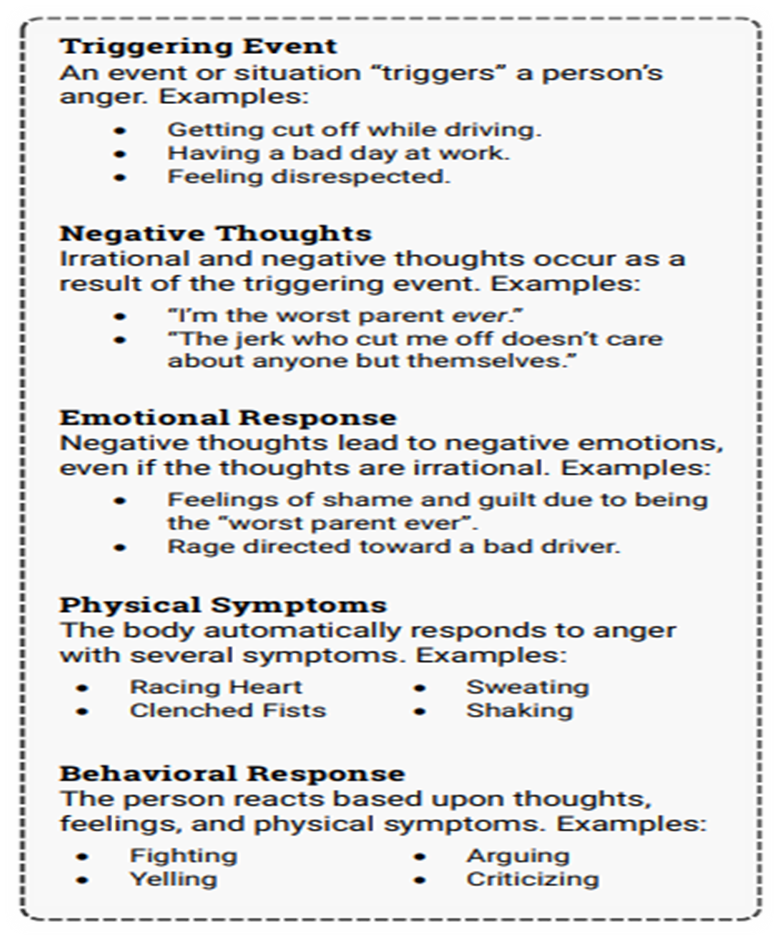 Triggering Event
An event or situation “triggers” a person’s
anger. Examples:
• Getting cut off while driving.
• Having a bad day at work.
• Feeling disrespected.
Negative Thoughts
Irrational and negative thoughts occur as a
result of the triggering event. Examples:
• “I’m the worst parent ever.”
• “The jerk who cut me off doesn’t care
about anyone but themselves.”
Emotional Response
Negative thoughts lead to negative emotions,
even if the thoughts are irrational. Examples:
• Feelings of shame and guilt due to being
the “worst parent ever”.
• Rage directed toward a bad driver.
Physical Symptoms
The body automatically responds to anger
with several symptoms. Examples:
• Racing Heart • Sweating
• Clenched Fists • Shaking
Behavioral Response
The person reacts based upon thoughts,
feelings, and physical symptoms. Examples:
• Fighting • Arguing
• Yelling • Criticizing